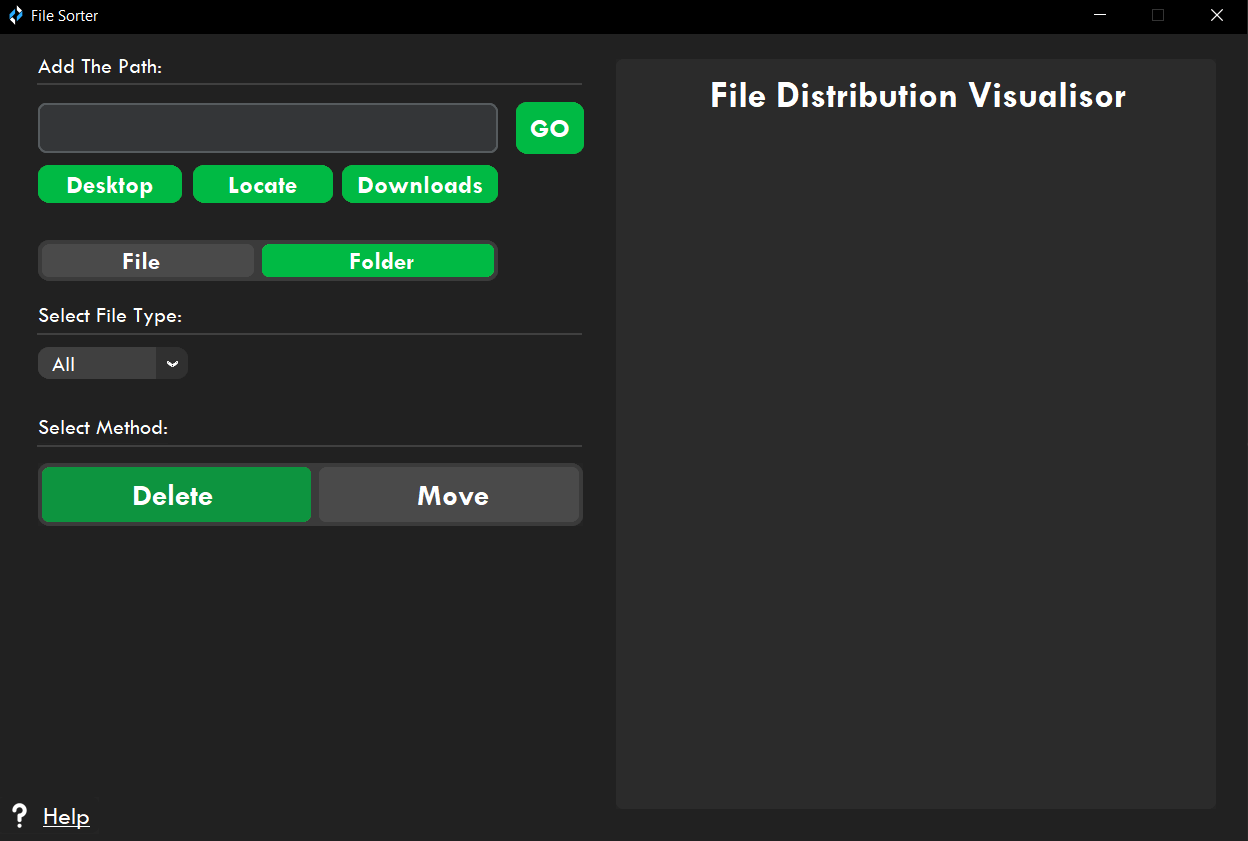 File Sorter
Add The Path:
GO
Desktop Locate Downloads
File Folder
Select File Type:
All
Select Method:
Delete Move
? Help
File Distribution Visualisor